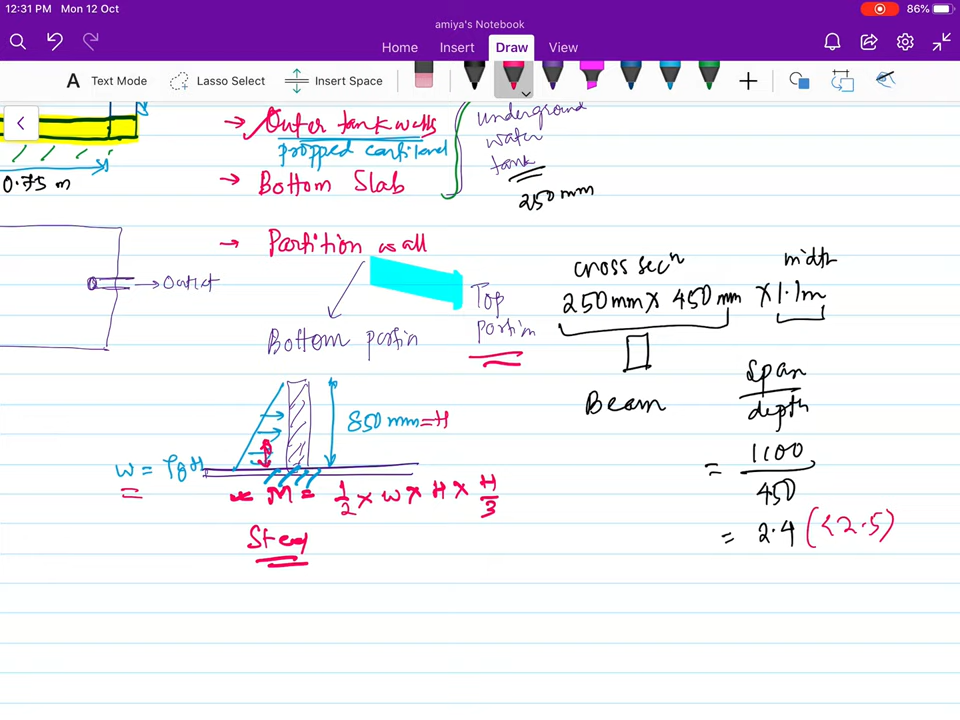 12:31 PM Mon 12 Oct
86%
amiya's Notebook
Home Insert Draw View
A Text Mode Lasso Select Insert Space
→ Outer tank walls
propped cantilever
→ Bottom Slab
underground
water
tank
250 mm
0.75 m
→ Partition wall
→ Outlet
Bottom portion
Top
portion
cross secⁿ
width
250mm x 450 mm x 1.1m
Beam
span
depth
= 1100
450
= 2.4 (<2.5)
850 mm = H
w = ρgH
M = 1/2 x w x H x H/3
Steel